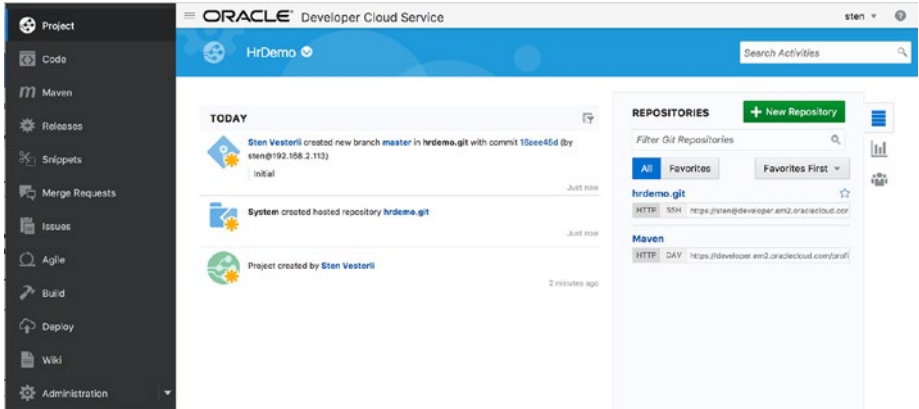 Project
Code
Maven
Releases
Snippets
Merge Requests
Issues
Agile
Build
Deploy
Wiki
Administration
ORACLE® Developer Cloud Service
sten
HrDemo
Search Activities
TODAY
Sten Vesterli created new branch master in hrdemo.git with commit 16eee45d (by
sten@192.168.2.113)
Initial
Just now
System created hosted repository hrdemo.git
Just now
Project created by Sten Vesterli
2 minutes ago
REPOSITORIES
+ New Repository
Filter Git Repositories
All Favorites Favorites First
hrdemo.git
HTTP SSH https://sten@developer.em2.oraclecloud.cor
Maven
HTTP DAV https://developer.em2.oraclecloud.com/profi